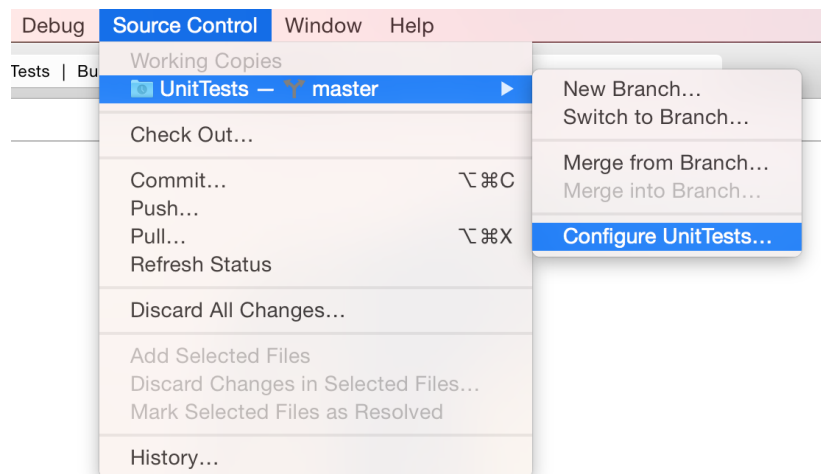 Debug Source Control Window Help
Tests | Bu
Working Copies
UnitTests — master
Check Out...
Commit... ⌥⌘C
Push...
Pull... ⌥⌘X
Refresh Status
Discard All Changes...
Add Selected Files
Discard Changes in Selected Files...
Mark Selected Files as Resolved
History...
New Branch...
Switch to Branch...
Merge from Branch...
Merge into Branch...
Configure UnitTests...